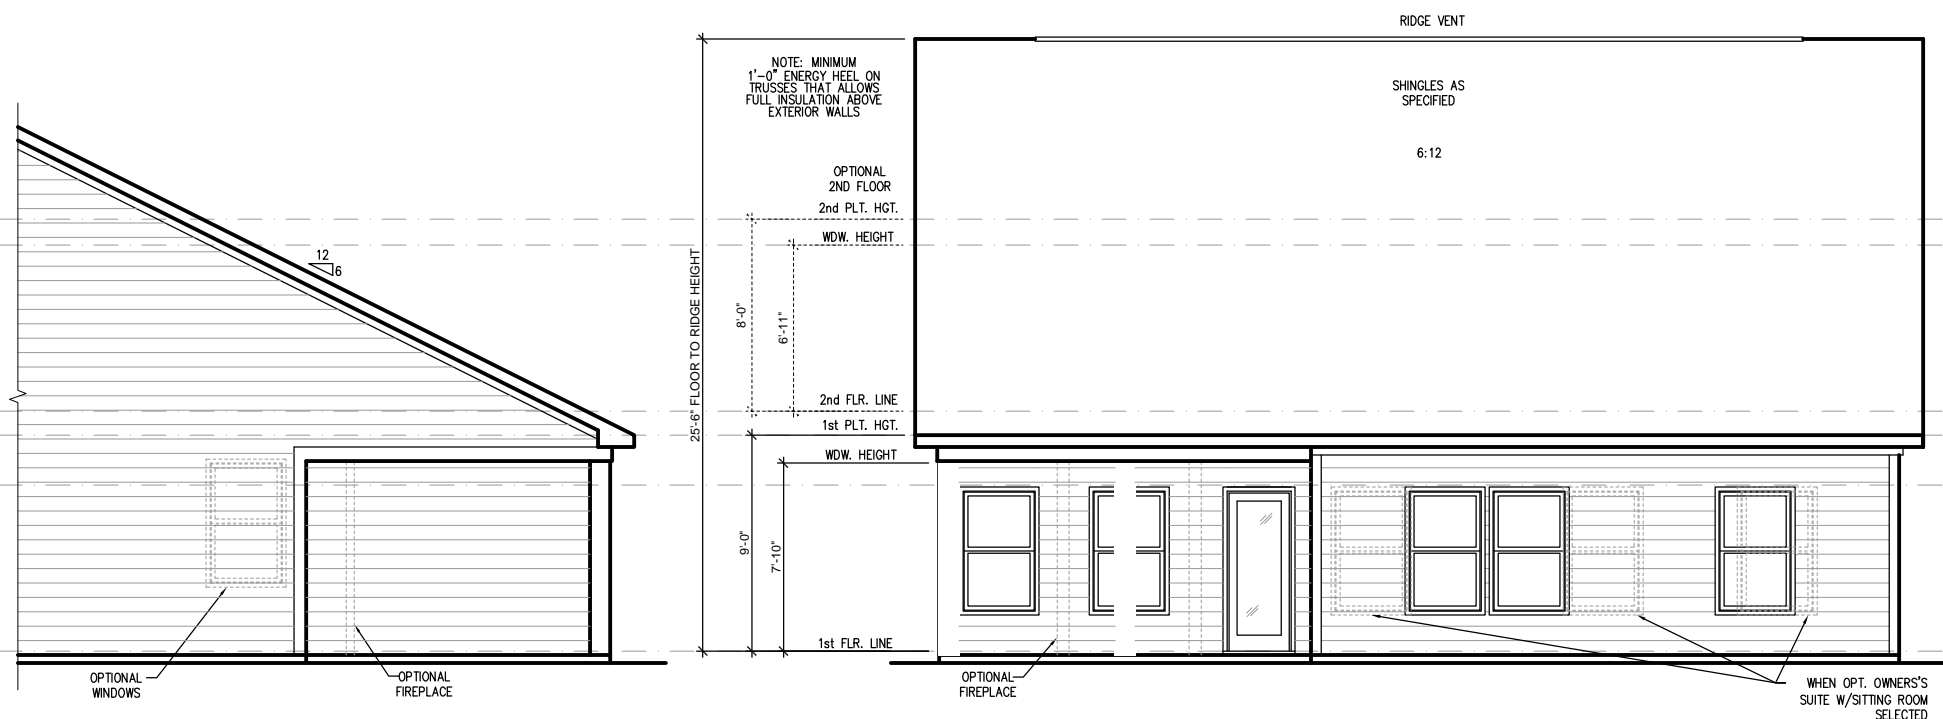 RIDGE VENT
NOTE: MINIMUM
1'-0" ENERGY HEEL ON
TRUSSES THAT ALLOWS
FULL INSULATION ABOVE
EXTERIOR WALLS
SHINGLES AS
SPECIFIED
6:12
OPTIONAL
2ND FLOOR
2nd PLT. HGT.
WDW. HEIGHT
12
6
25'-6" FLOOR TO RIDGE HEIGHT
8'-0"
6'-11"
2nd FLR. LINE
1st PLT. HGT.
WDW. HEIGHT
9'-0"
7'-10"
1st FLR. LINE
OPTIONAL
WINDOWS
OPTIONAL
FIREPLACE
OPTIONAL
FIREPLACE
WHEN OPT. OWNERS'S
SUITE W/SITTING ROOM
SELECTED